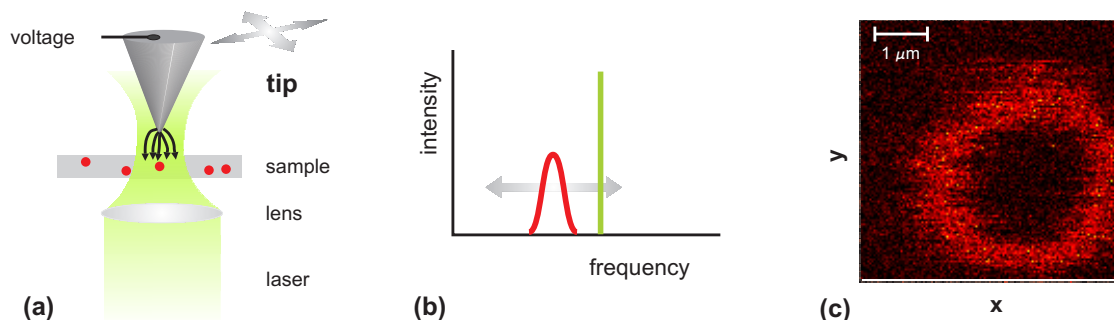 voltage
tip
sample
lens
laser
(a)
intensity
frequency
(b)
1 μm
y
x
(c)